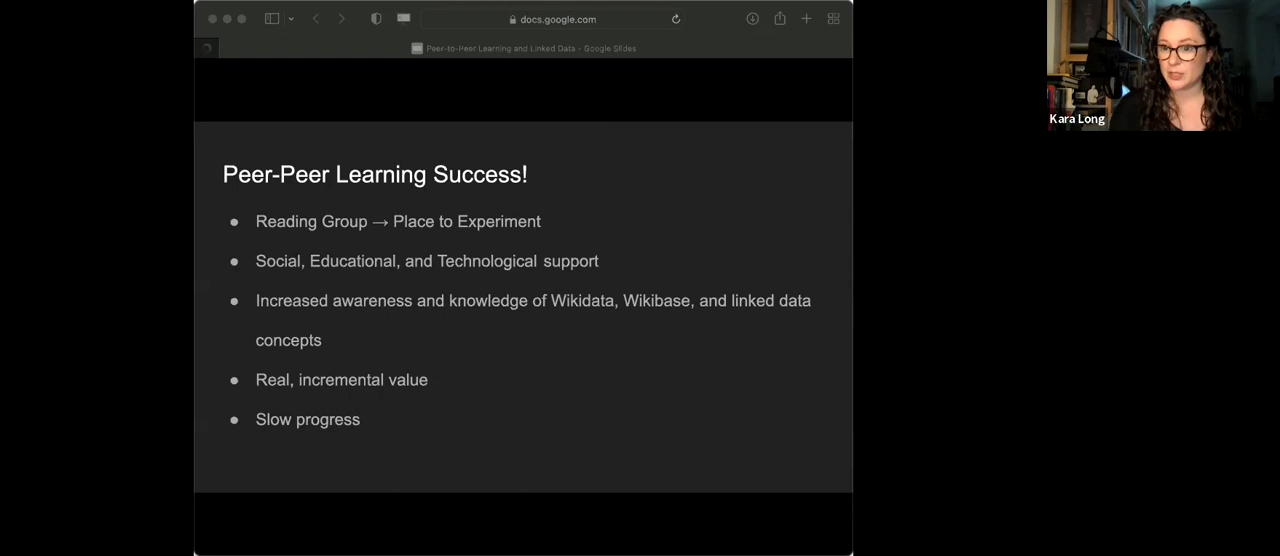 docs.google.com
Peer-to-Peer Learning and Linked Data - Google Slides
Kara Long
Peer-Peer Learning Success!
● Reading Group → Place to Experiment
● Social, Educational, and Technological support
● Increased awareness and knowledge of Wikidata, Wikibase, and linked data
concepts
● Real, incremental value
● Slow progress